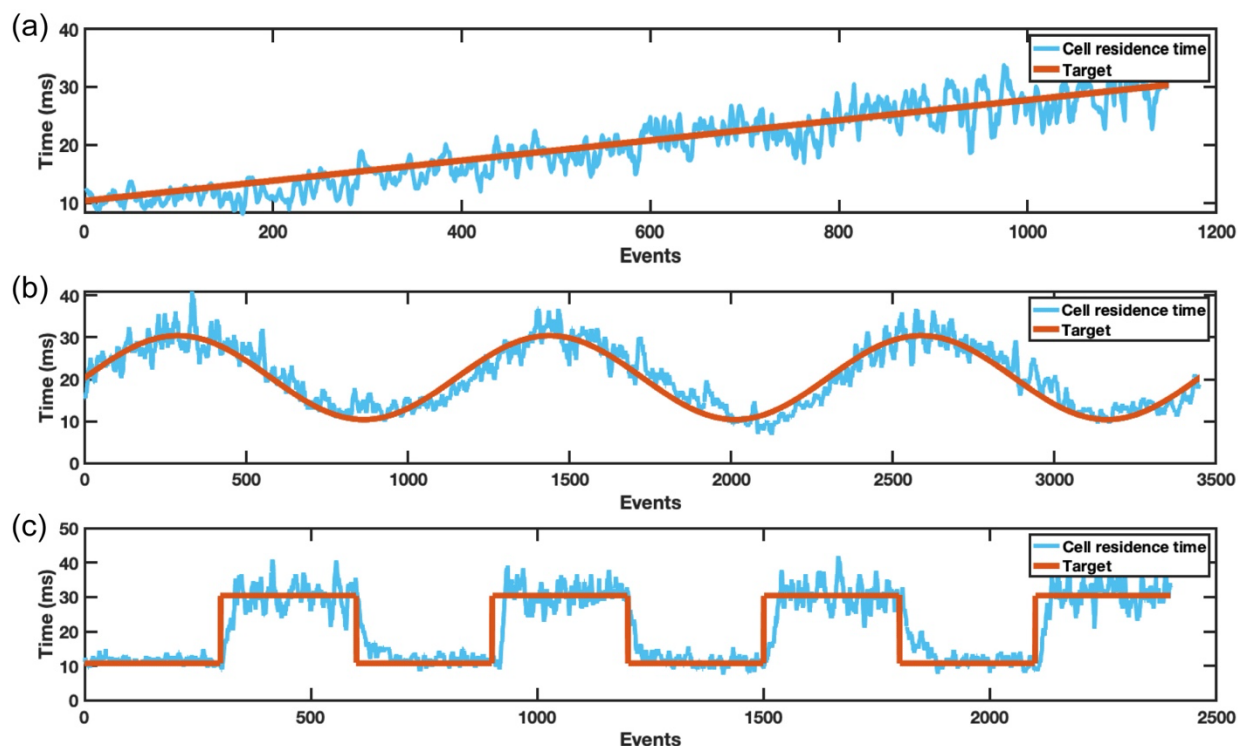 (a)
40
30
20
10
Time (ms)
Cell residence time
Target
0 200 400 600 800 1000 1200
Events
(b)
40
30
20
10
0
Time (ms)
Cell residence time
Target
0 500 1000 1500 2000 2500 3000 3500
Events
(c)
50
40
30
20
10
0
Time (ms)
Cell residence time
Target
0 500 1000 1500 2000 2500
Events